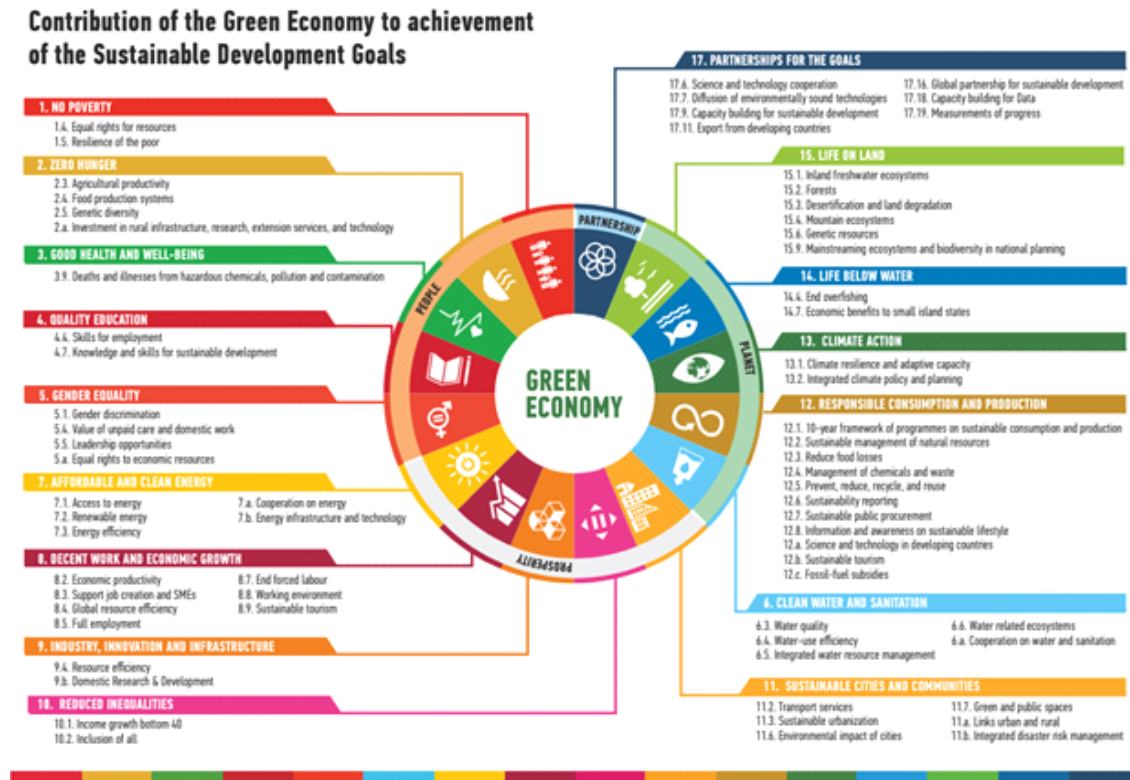 Contribution of the Green Economy to achievement
of the Sustainable Development Goals
1. NO POVERTY
1.4. Equal rights for resources
1.5. Resilience of the poor
2. ZERO HUNGER
2.3. Agricultural productivity
2.4. Food production systems
2.5. Genetic diversity
2.a. Investment in rural infrastructure, research, extension services, and technology
3. GOOD HEALTH AND WELL-BEING
3.9. Deaths and illnesses from hazardous chemicals, pollution and contamination
4. QUALITY EDUCATION
4.4. Skills for employment
4.7. Knowledge and skills for sustainable development
5. GENDER EQUALITY
5.1. Gender discrimination
5.4. Value of unpaid care and domestic work
5.5. Leadership opportunities
5.a. Equal rights to economic resources
7. AFFORDABLE AND CLEAN ENERGY
7.1. Access to energy
7.2. Renewable energy
7.3. Energy efficiency
7.a. Cooperation on energy
7.b. Energy infrastructure and technology
8. DECENT WORK AND ECONOMIC GROWTH
8.2. Economic productivity
8.3. Support job creation and SMEs
8.4. Global resource efficiency
8.5. Full employment
8.7. End forced labour
8.8. Working environment
8.9. Sustainable tourism
9. INDUSTRY, INNOVATION AND INFRASTRUCTURE
9.4. Resource efficiency
9.b. Domestic Research & Development
10. REDUCED INEQUALITIES
10.1. Income growth bottom 40
10.2. Inclusion of all
PEOPLE
PARTNERSHIP
PLANET
PROSPERITY
GREEN
ECONOMY
17. PARTNERSHIPS FOR THE GOALS
17.6. Science and technology cooperation
17.7. Diffusion of environmentally sound technologies
17.9. Capacity building for sustainable development
17.11. Export from developing countries
17.16. Global partnership for sustainable development
17.18. Capacity building for Data
17.19. Measurements of progress
15. LIFE ON LAND
15.1. Inland freshwater ecosystems
15.2. Forests
15.3. Desertification and land degradation
15.4. Mountain ecosystems
15.6. Genetic resources
15.9. Mainstreaming ecosystems and biodiversity in national planning
14. LIFE BELOW WATER
14.4. End overfishing
14.7. Economic benefits to small island states
13. CLIMATE ACTION
13.1. Climate resilience and adaptive capacity
13.2. Integrated climate policy and planning
12. RESPONSIBLE CONSUMPTION AND PRODUCTION
12.1. 10-year framework of programmes on sustainable consumption and production
12.2. Sustainable management of natural resources
12.3. Reduce food losses
12.4. Management of chemicals and waste
12.5. Prevent, reduce, recycle, and reuse
12.6. Sustainability reporting
12.7. Sustainable public procurement
12.8. Information and awareness on sustainable lifestyle
12.a. Science and technology in developing countries
12.b. Sustainable tourism
12.c. Fossil-fuel subsidies
6. CLEAN WATER AND SANITATION
6.3. Water quality
6.4. Water-use efficiency
6.5. Integrated water resource management
6.6. Water related ecosystems
6.a. Cooperation on water and sanitation
11. SUSTAINABLE CITIES AND COMMUNITIES
11.2. Transport services
11.3. Sustainable urbanization
11.6. Environmental impact of cities
11.7. Green and public spaces
11.a. Links urban and rural
11.b. Integrated disaster risk management